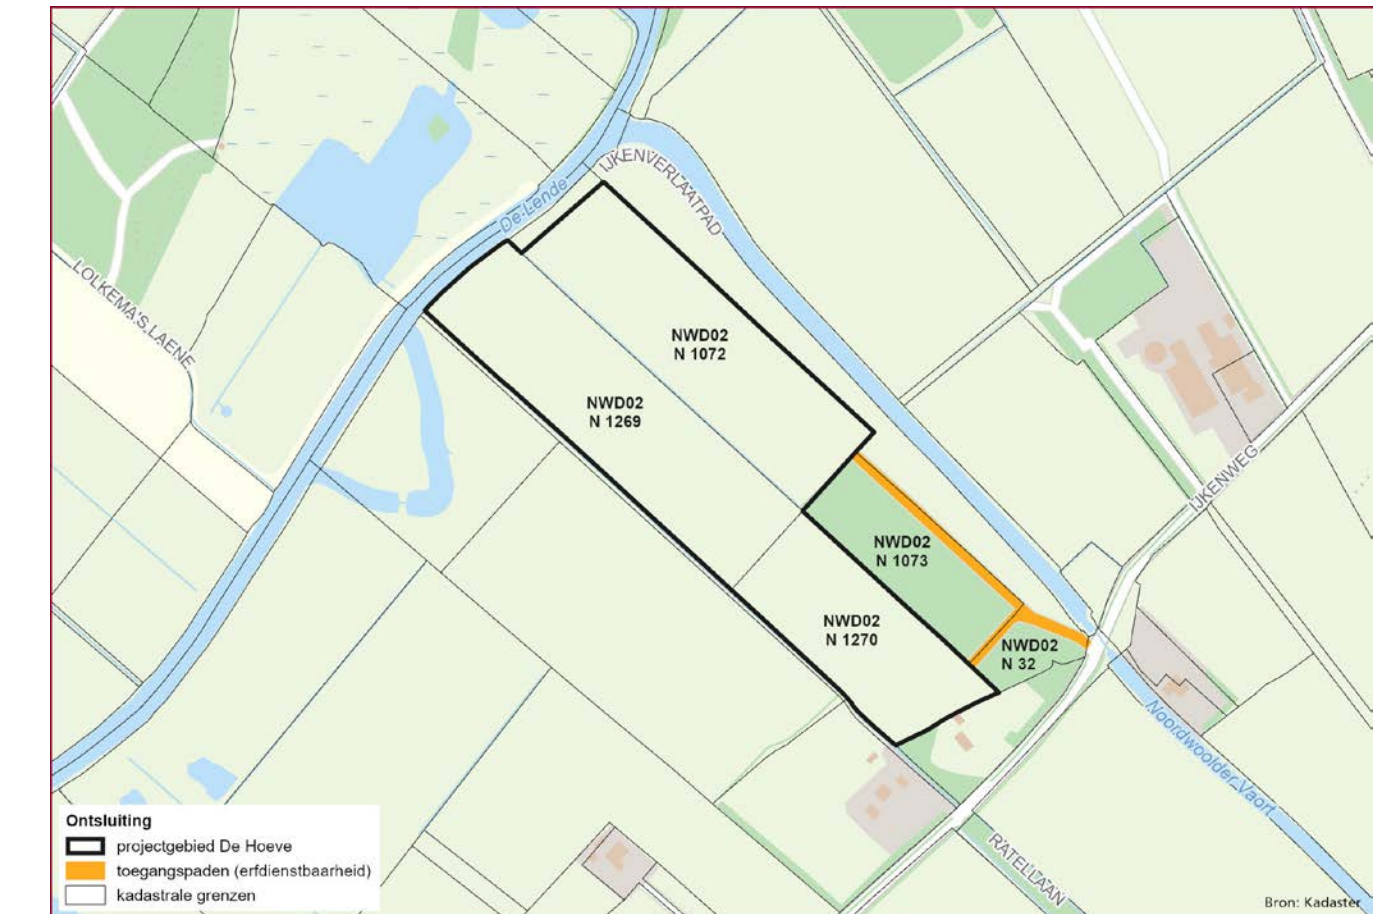 IJKENVERLAATPAD
De Lende
LOLKEMA'S LAENE
NWD02
N 1072
NWD02
N 1269
IJKENWEG
NWD02
N 1073
NWD02
N 1270
NWD02
N 32
Noordwoolder Vaort
RATELLAAN
Ontsluiting
projectgebied De Hoeve
toegangspaden (erfdienstbaarheid)
kadastrale grenzen
Bron: Kadaster